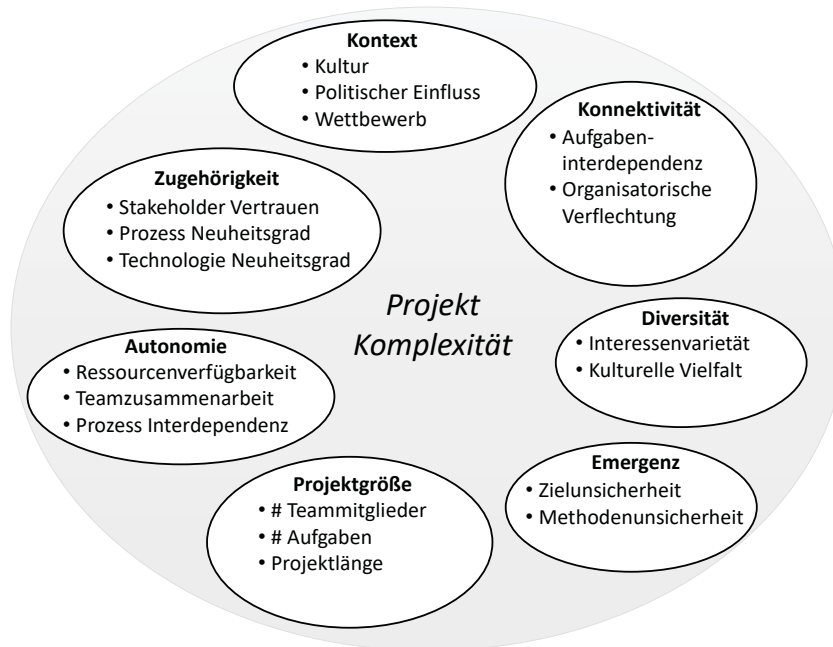 Kontext
• Kultur
• Politischer Einfluss
• Wettbewerb
Konnektivität
• Aufgaben-
interdependenz
• Organisatorische
Verflechtung
Zugehörigkeit
• Stakeholder Vertrauen
• Prozess Neuheitsgrad
• Technologie Neuheitsgrad
Projekt
Komplexität
Diversität
• Interessenvarietät
• Kulturelle Vielfalt
Autonomie
• Ressourcenverfügbarkeit
• Teamzusammenarbeit
• Prozess Interdependenz
Emergenz
• Zielunsicherheit
• Methodenunsicherheit
Projektgröße
• # Teammitglieder
• # Aufgaben
• Projektlänge